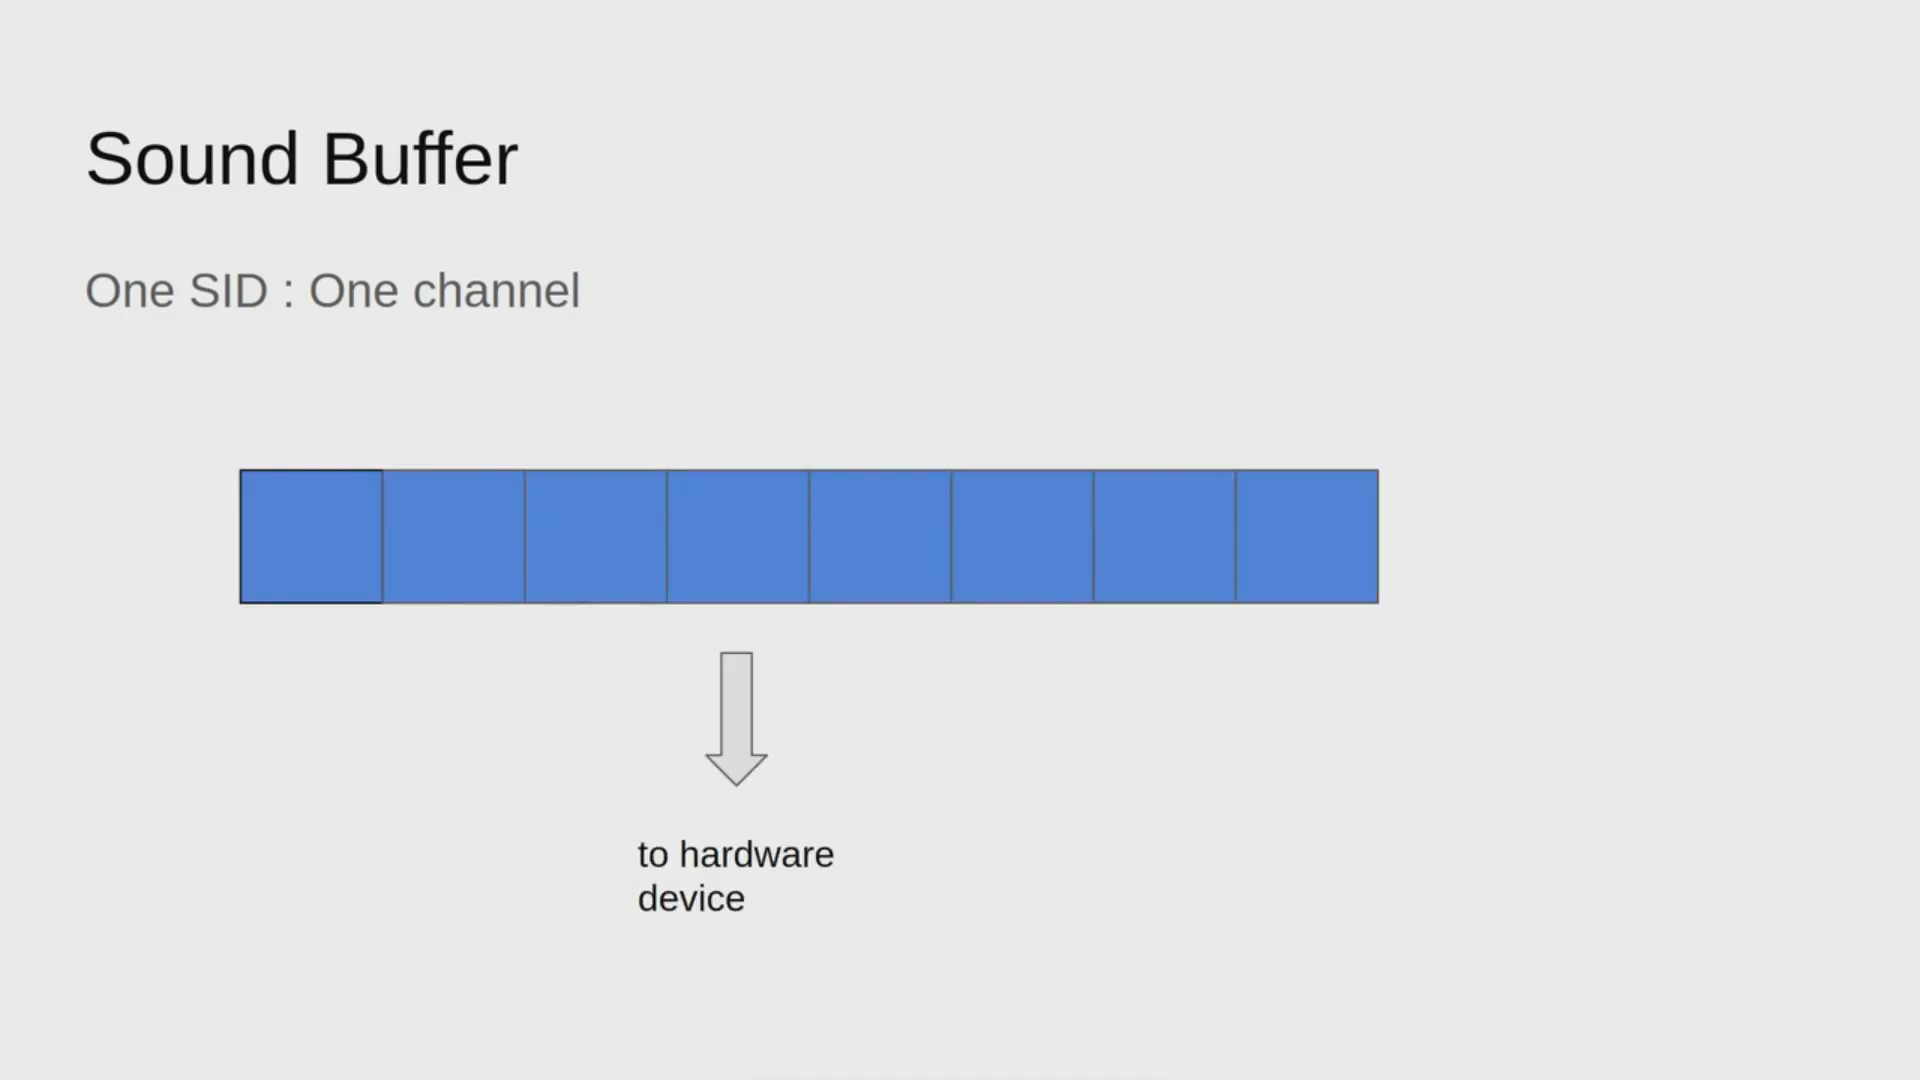 Sound Buffer
One SID : One channel
to hardware
device